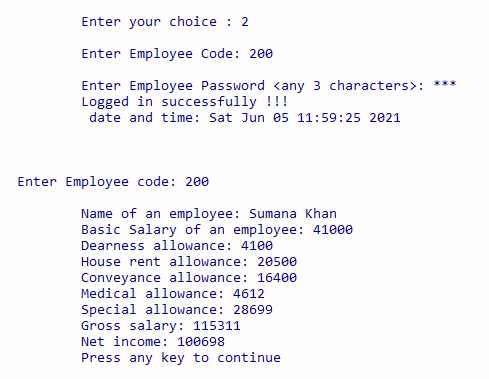 Enter your choice : 2
Enter Employee Code: 200
Enter Employee Password <any 3 characters>: ***
Logged in successfully !!!
date and time: Sat Jun 05 11:59:25 2021
Enter Employee code: 200
Name of an employee: Sumana Khan
Basic Salary of an employee: 41000
Dearness allowance: 4100
House rent allowance: 20500
Conveyance allowance: 16400
Medical allowance: 4612
Special allowance: 28699
Gross salary: 115311
Net income: 100698
Press any key to continue